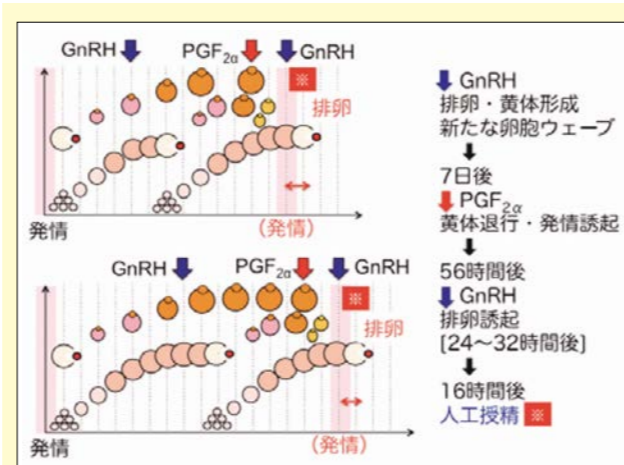 GnRH PGF2α GnRH
※
排卵
発情 (発情)
GnRH PGF2α GnRH
※
排卵
発情 (発情)
GnRH
排卵・黄体形成
新たな卵胞ウェーブ
7日後
PGF2α
黄体退行・発情誘起
56時間後
GnRH
排卵誘起
[24〜32時間後]
16時間後
人工授精 ※